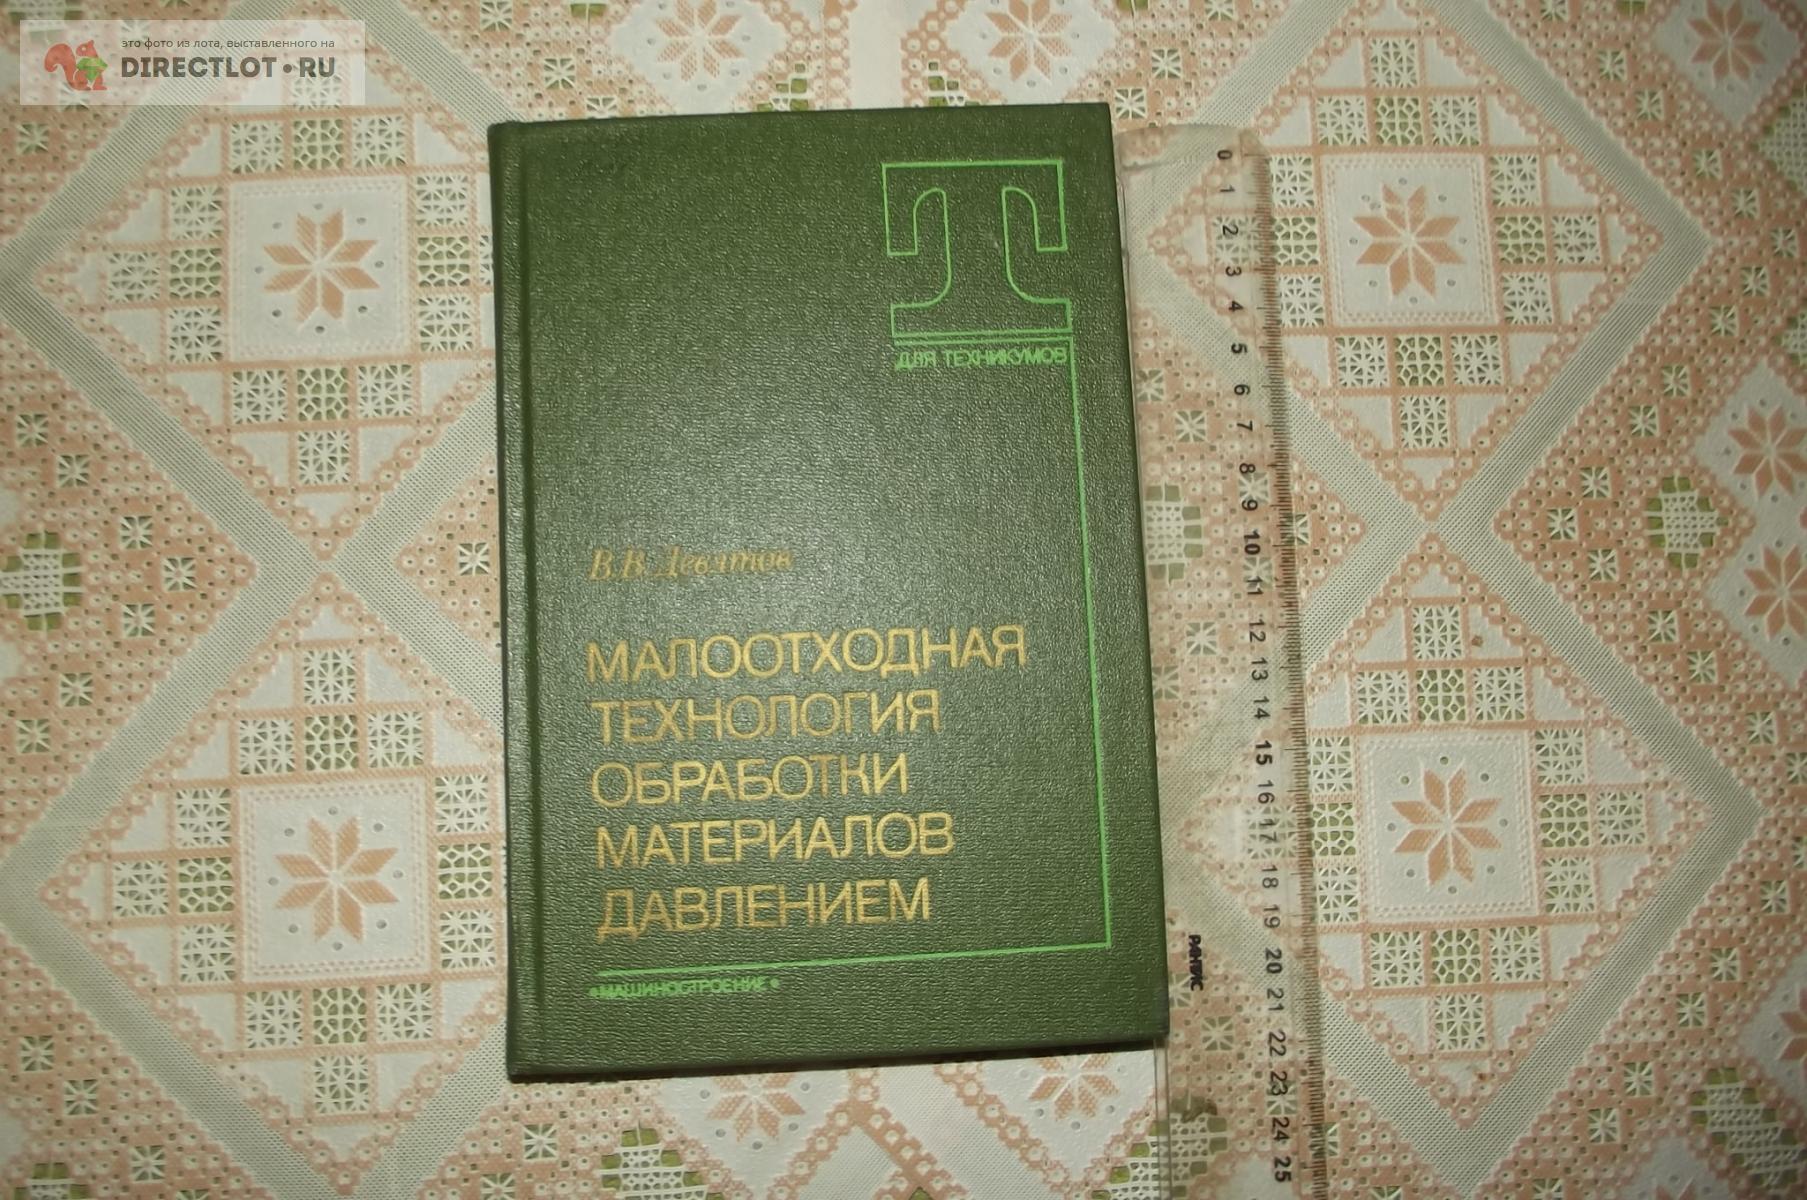 это фото из лота, выставленного на
DIRECTLOT•RU
Т
ДЛЯ ТЕХНИКУМОВ
В.В. Девятов
МАЛООТХОДНАЯ
ТЕХНОЛОГИЯ
ОБРАБОТКИ
МАТЕРИАЛОВ
ДАВЛЕНИЕМ
«МАШИНОСТРОЕНИЕ»
0 1 2 3 4 5 6 7 8 9 10 11 12 13 14 15 16 17 18 19 20 21 22 23 24 25